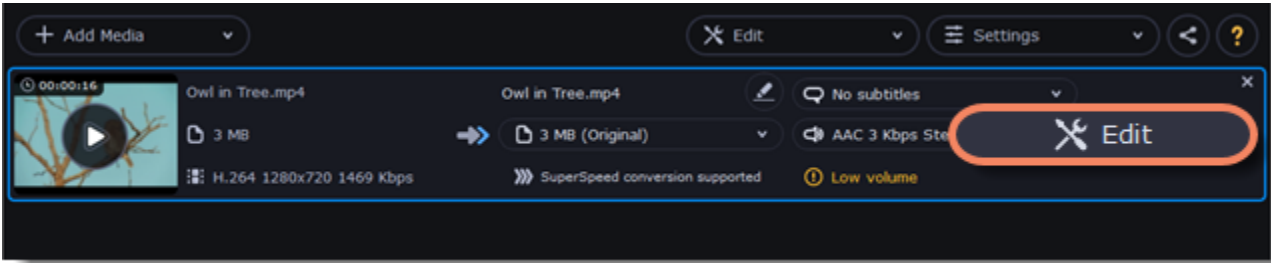 Add Media
Edit
Settings
?
00:00:16
Owl in Tree.mp4
Owl in Tree.mp4
No subtitles
3 MB
3 MB (Original)
AAC 3 Kbps Ste
Edit
H.264 1280x720 1469 Kbps
SuperSpeed conversion supported
Low volume